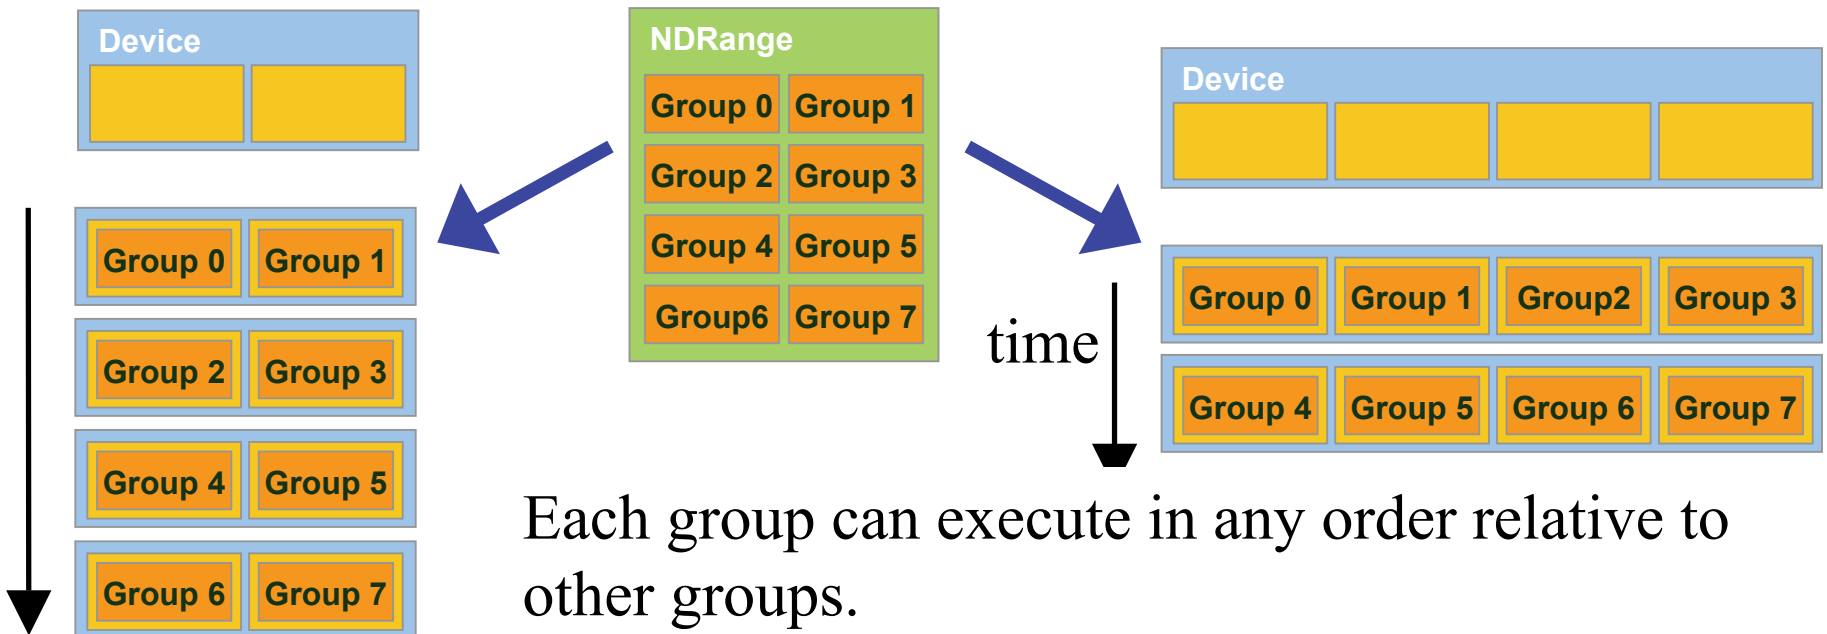 Device
Group 0 Group 1
Group 2 Group 3
Group 4 Group 5
Group 6 Group 7
NDRange
Group 0 Group 1
Group 2 Group 3
Group 4 Group 5
Group6 Group 7
Device
time
Group 0 Group 1 Group2 Group 3
Group 4 Group 5 Group 6 Group 7
Each group can execute in any order relative to
other groups.